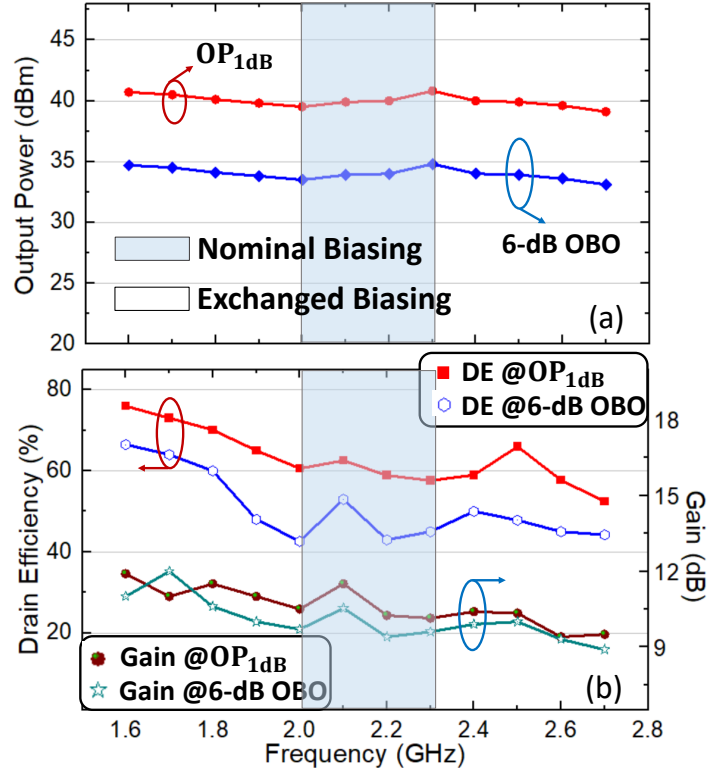 45
40
35
30
25
20
Output Power (dBm)
OP1dB
6-dB OBO
Nominal Biasing
Exchanged Biasing
(a)
DE @OP1dB
DE @6-dB OBO
80
60
40
20
Drain Efficiency (%)
18
15
12
9
Gain (dB)
Gain @OP1dB
Gain @6-dB OBO
(b)
1.6 1.8 2.0 2.2 2.4 2.6 2.8
Frequency (GHz)